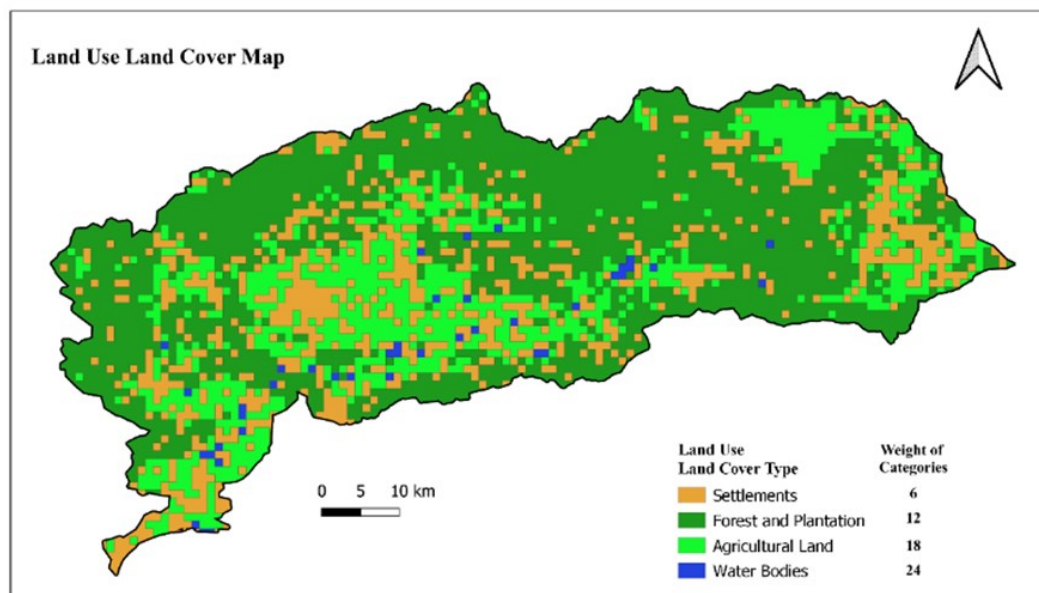 Land Use Land Cover Map
0 5 10 km
Land Use
Land Cover Type
Weight of
Categories
Settlements 6
Forest and Plantation 12
Agricultural Land 18
Water Bodies 24